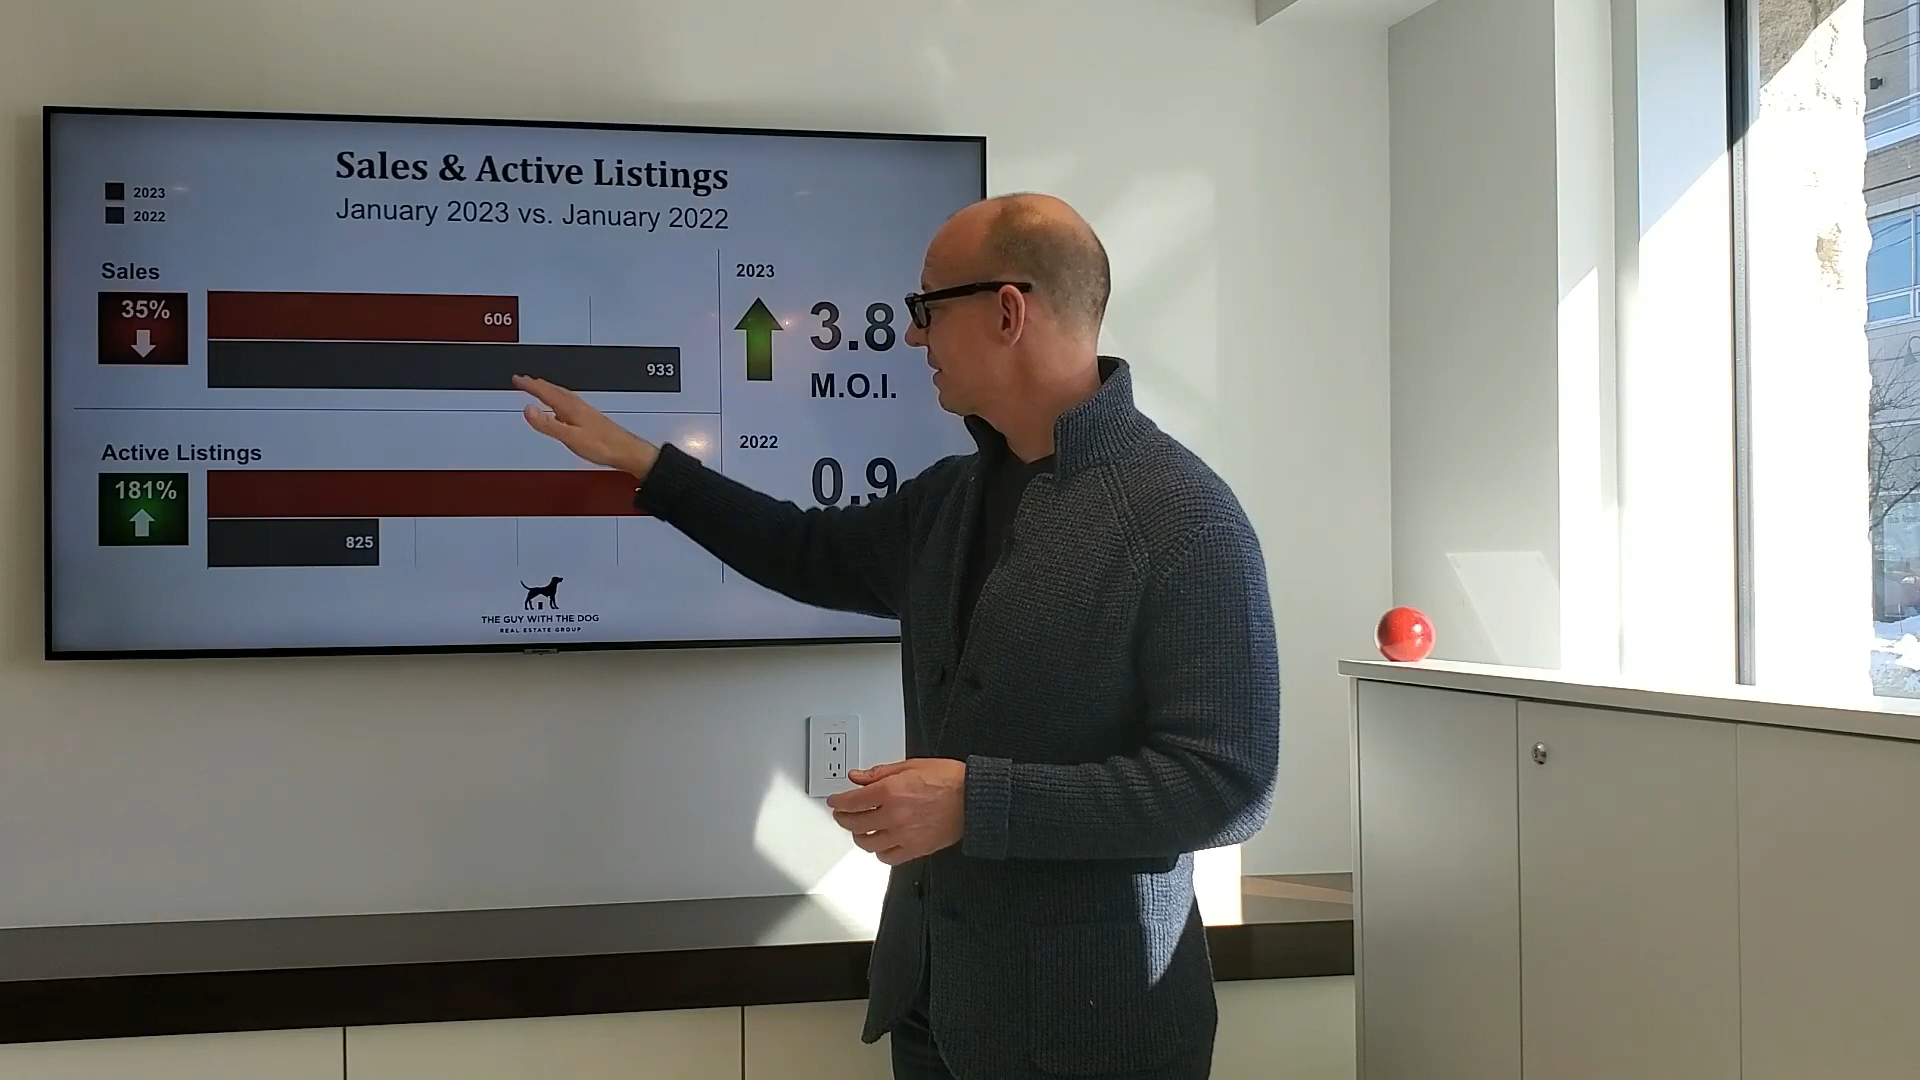 Sales & Active Listings
January 2023 vs. January 2022
2023
2022
Sales
35%
606
933
Active Listings
181%
825
2023
3.8
M.O.I.
2022
0.9
THE GUY WITH THE DOG
REAL ESTATE GROUP